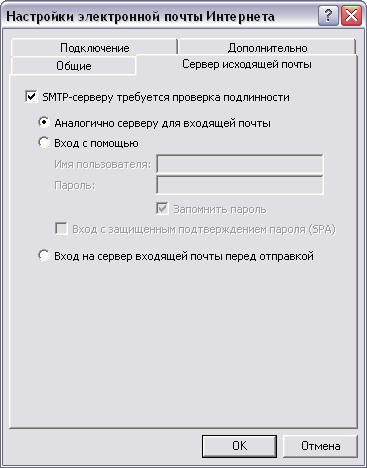 Настройки электронной почты Интернета
Подключение
Дополнительно
Общие
Сервер исходящей почты
SMTP-серверу требуется проверка подлинности
Аналогично серверу для входящей почты
Вход с помощью
Имя пользователя:
Пароль:
Запомнить пароль
Вход с защищенным подтверждением пароля (SPA)
Вход на сервер входящей почты перед отправкой
OK
Отмена